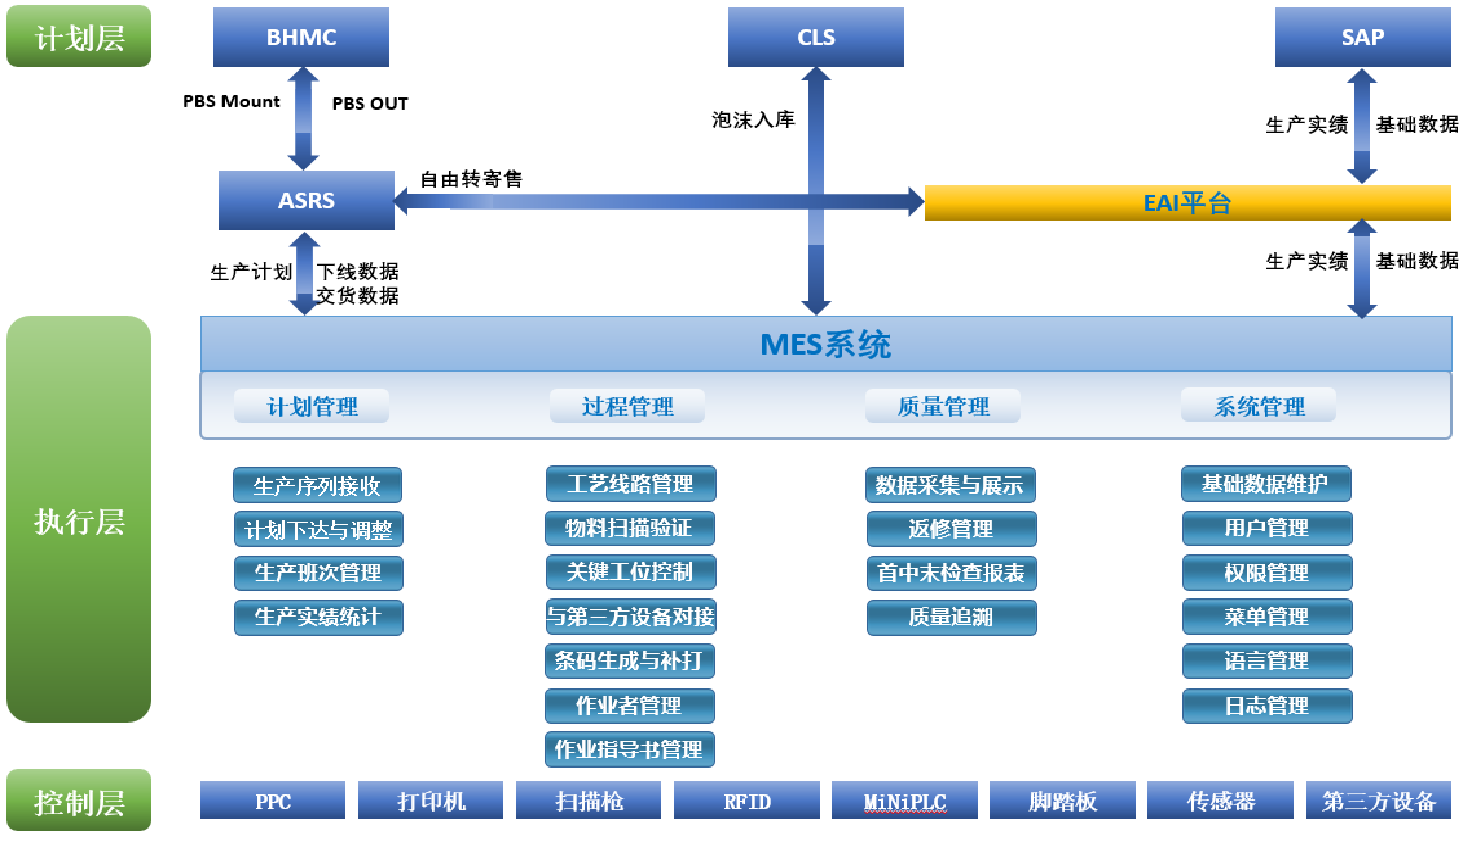 计划层
BHMC
CLS
SAP
PBS Mount
PBS OUT
泡沫入库
生产实绩
基础数据
自由转寄售
ASRS
EAI平台
生产计划
下线数据
交货数据
生产实绩
基础数据
执行层
MES系统
计划管理
过程管理
质量管理
系统管理
生产序列接收
计划下达与调整
生产班次管理
生产实绩统计
工艺线路管理
物料扫描验证
关键工位控制
与第三方设备对接
条码生成与补打
作业者管理
作业指导书管理
数据采集与展示
返修管理
首中末检查报表
质量追溯
基础数据维护
用户管理
权限管理
菜单管理
语言管理
日志管理
控制层
PPC
打印机
扫描枪
RFID
MiNiPLC
脚踏板
传感器
第三方设备